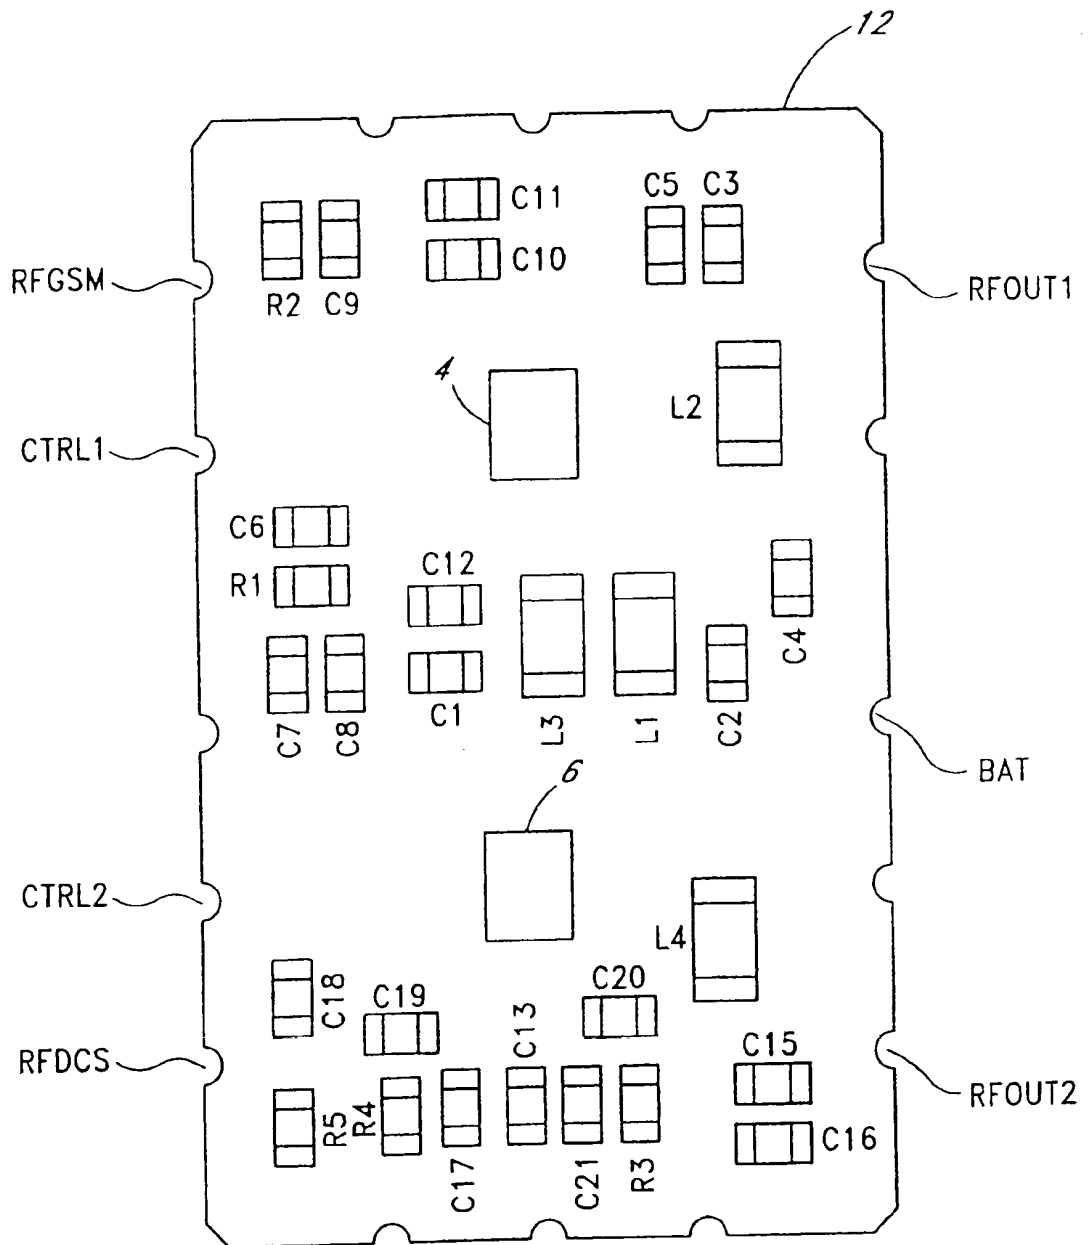 12
C11
C5
C3
C10
RFGSM
R2
C9
RFOUT1
4
L2
CTRL1
C6
C12
R1
C4
C7
C8
C1
L3
L1
C2
6
BAT
CTRL2
L4
C18
C19
C20
C13
RFDCS
C15
RFOUT2
R5
R4
C16
C17
C21
R3